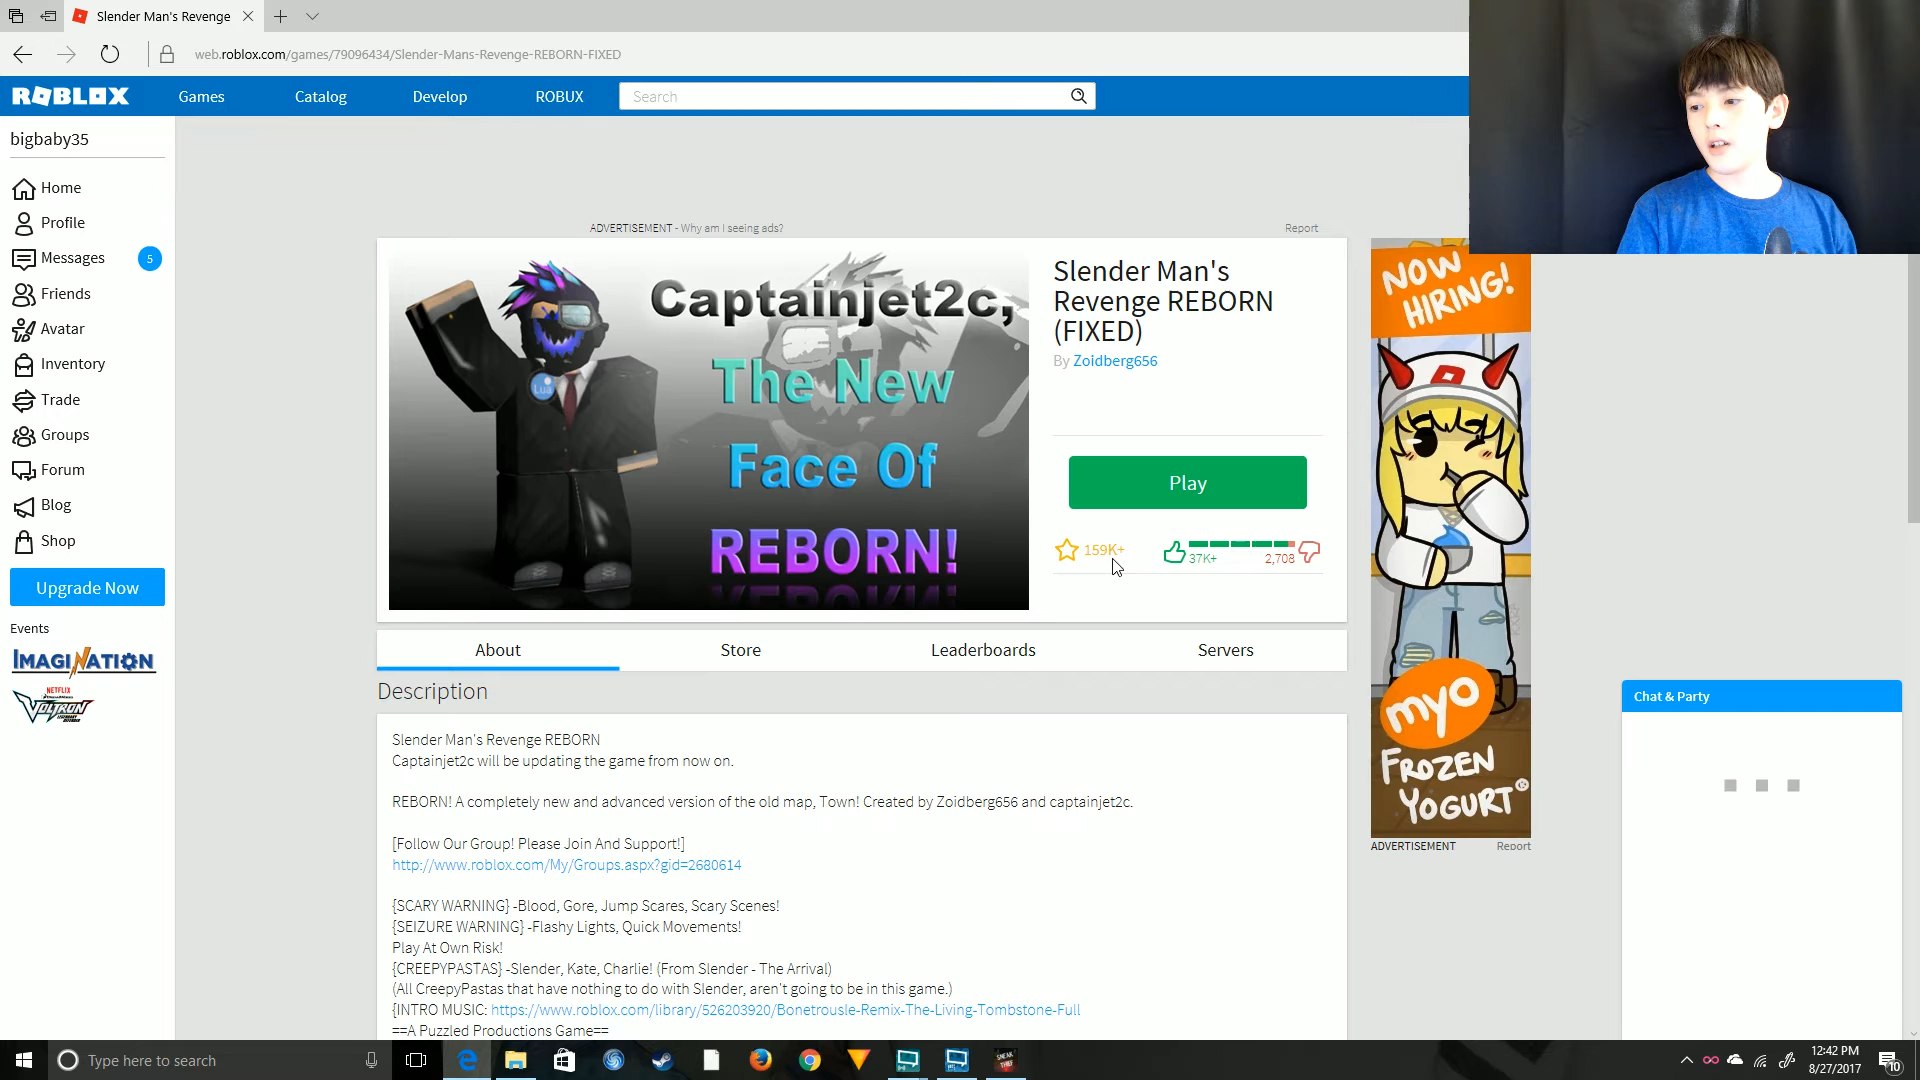 Slender Man's Revenge
web.roblox.com/games/79096434/Slender-Mans-Revenge-REBORN-FIXED
ROBLOX
Games
Catalog
Develop
ROBUX
Search
bigbaby35
Home
Profile
Messages
5
Friends
Avatar
Inventory
Trade
Groups
Forum
Blog
Shop
Upgrade Now
Events
IMAGINATION
NETFLIX
VOLTRON
ADVERTISEMENT - Why am I seeing ads?
Report
Captainjet2c,
The New
Face Of
REBORN!
Lua
Slender Man's
Revenge REBORN
(FIXED)
By Zoidberg656
Play
159K+
37K+
2,708
About
Store
Leaderboards
Servers
Description
Slender Man's Revenge REBORN
Captainjet2c will be updating the game from now on.
REBORN! A completely new and advanced version of the old map, Town! Created by Zoidberg656 and captainjet2c.
[Follow Our Group! Please Join And Support!]
http://www.roblox.com/My/Groups.aspx?gid=2680614
{SCARY WARNING} -Blood, Gore, Jump Scares, Scary Scenes!
{SEIZURE WARNING} -Flashy Lights, Quick Movements!
Play At Own Risk!
{CREEPYPASTAS} -Slender, Kate, Charlie! (From Slender - The Arrival)
(All CreepyPastas that have nothing to do with Slender, aren't going to be in this game.)
{INTRO MUSIC: https://www.roblox.com/library/526203920/Bonetrousle-Remix-The-Living-Tombstone-Full
==A Puzzled Productions Game==
NOW
HIRING!
myo
FROZEN
YOGURT
ADVERTISEMENT
Report
Chat & Party
Type here to search
SNEAK
THIEF
12:42 PM
8/27/2017
10